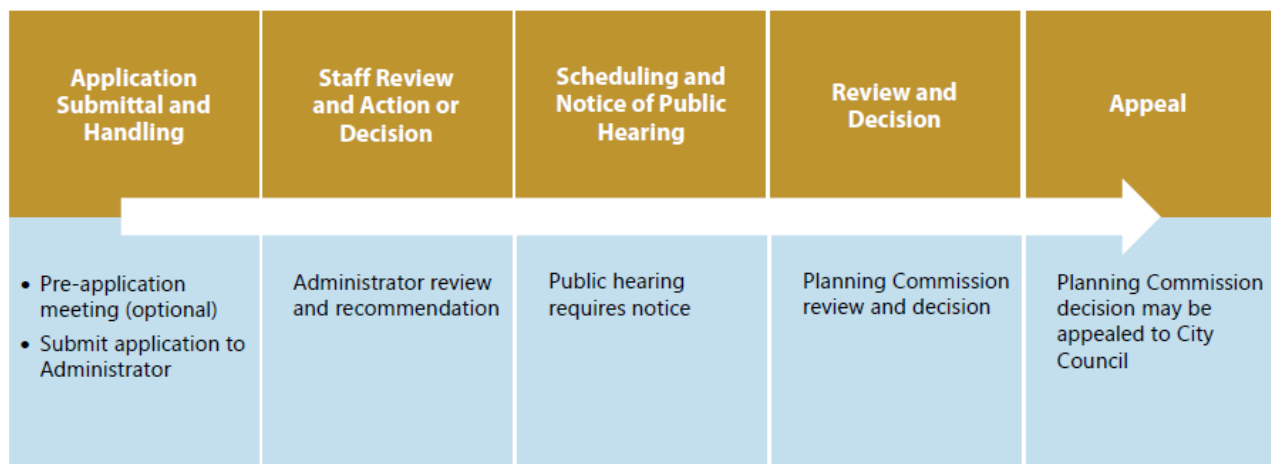 Application
Submittal and
Handling
Staff Review
and Action or
Decision
Scheduling and
Notice of Public
Hearing
Review and
Decision
Appeal
• Pre-application
meeting (optional)
• Submit application to
Administrator
Administrator review
and recommendation
Public hearing
requires notice
Planning Commission
review and decision
Planning Commission
decision may be
appealed to City
Council